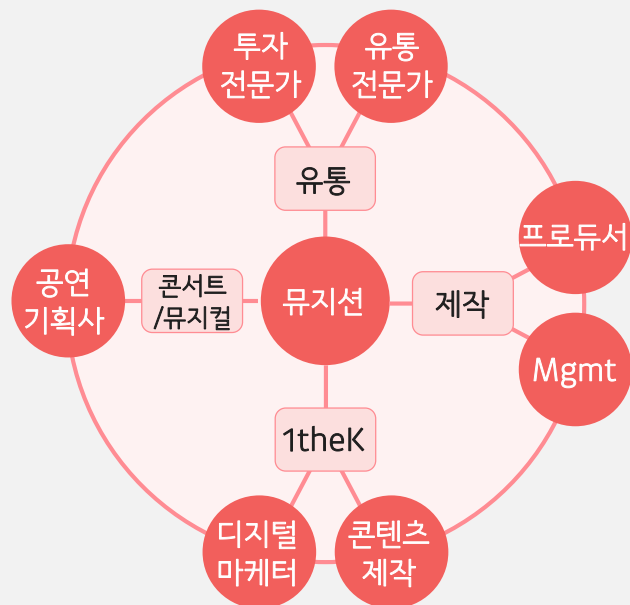 투자
전문가
유통
전문가
유통
프로듀서
공연
기획사
콘서트
/뮤지컬
뮤지션
제작
Mgmt
1theK
디지털
마케터
콘텐츠
제작